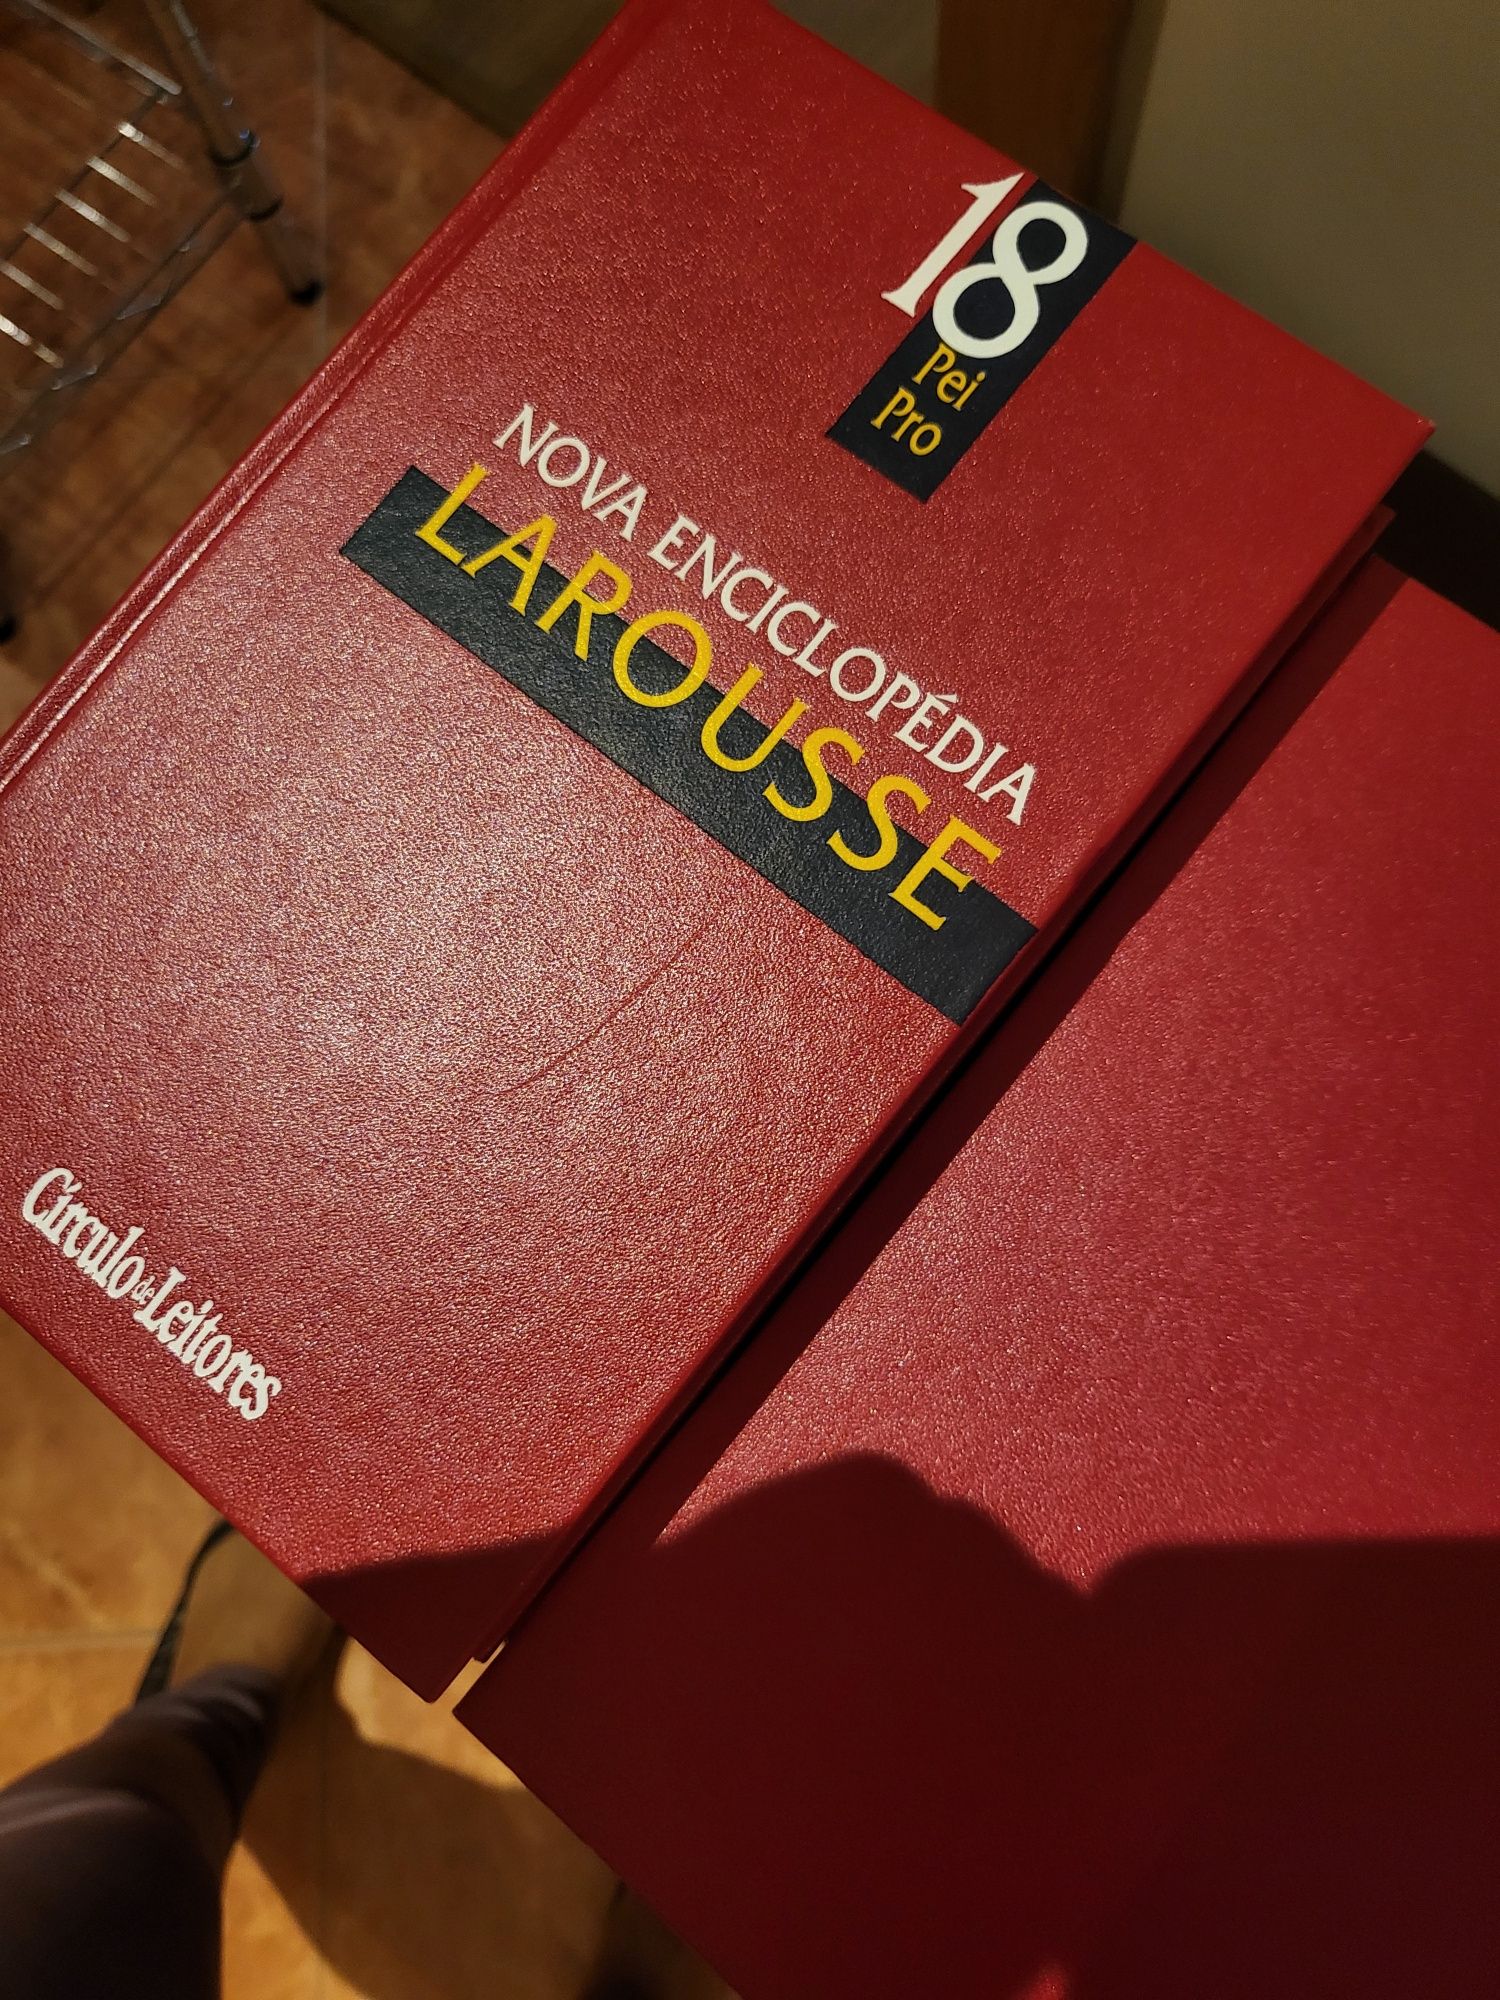 18
Pei
Pro
NOVA ENCICLOPÉDIA
LAROUSSE
Círculo de Leitores